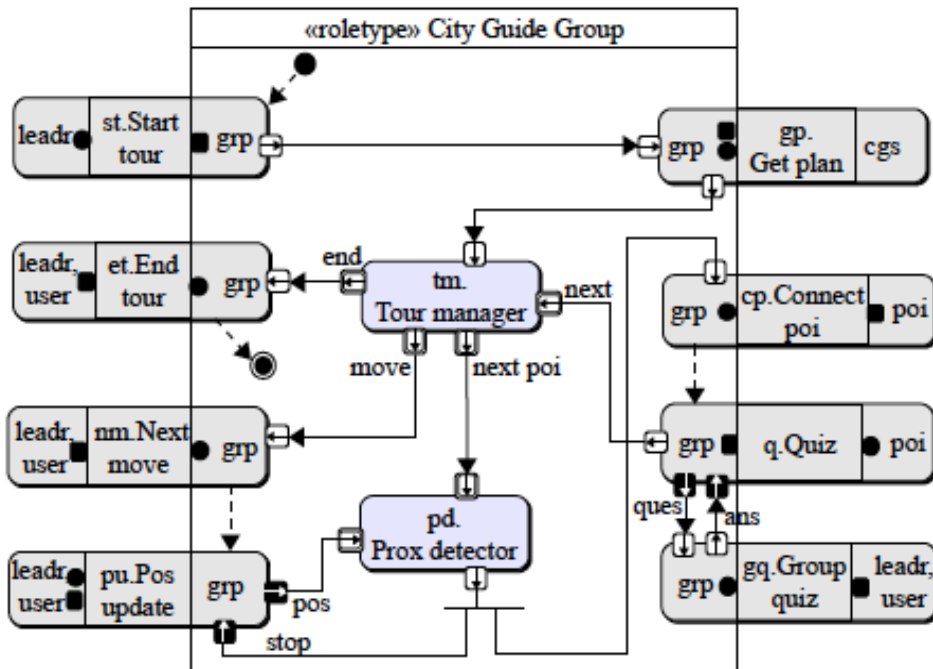 «roletype» City Guide Group
leadr
st.Start
tour
grp
grp
gp.
Get plan
cgs
leadr,
user
et.End
tour
grp
end
tm.
Tour manager
next
move
next poi
grp
cp.Connect
poi
poi
leadr,
user
nm.Next
move
grp
grp
q.Quiz
poi
ques
ans
pd.
Prox detector
leadr,
user
pu.Pos
update
grp
pos
stop
grp
gq.Group
quiz
leadr,
user